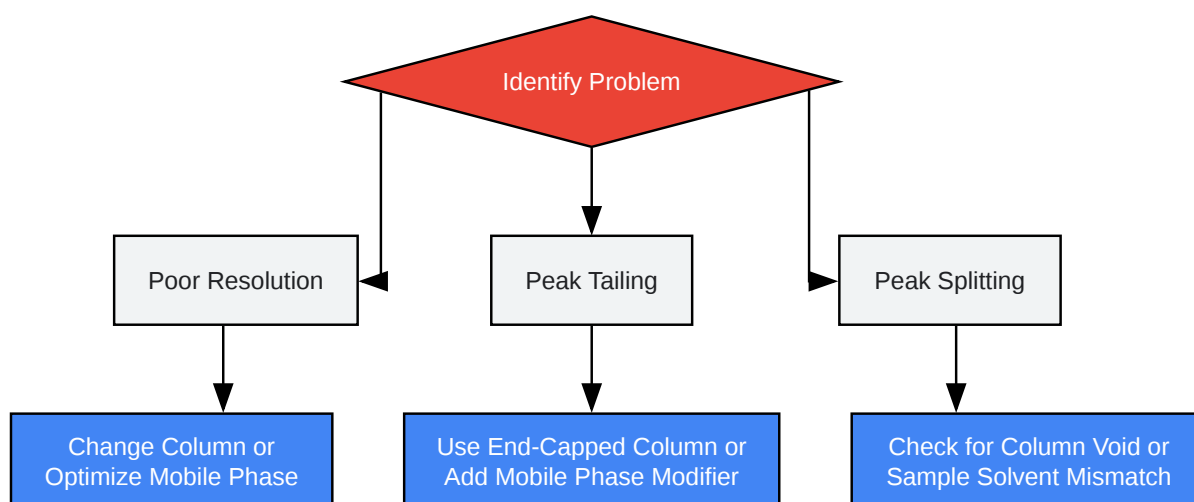 Identify Problem
Poor Resolution
Peak Tailing
Peak Splitting
Change Column or
Optimize Mobile Phase
Use End-Capped Column or
Add Mobile Phase Modifier
Check for Column Void or
Sample Solvent Mismatch